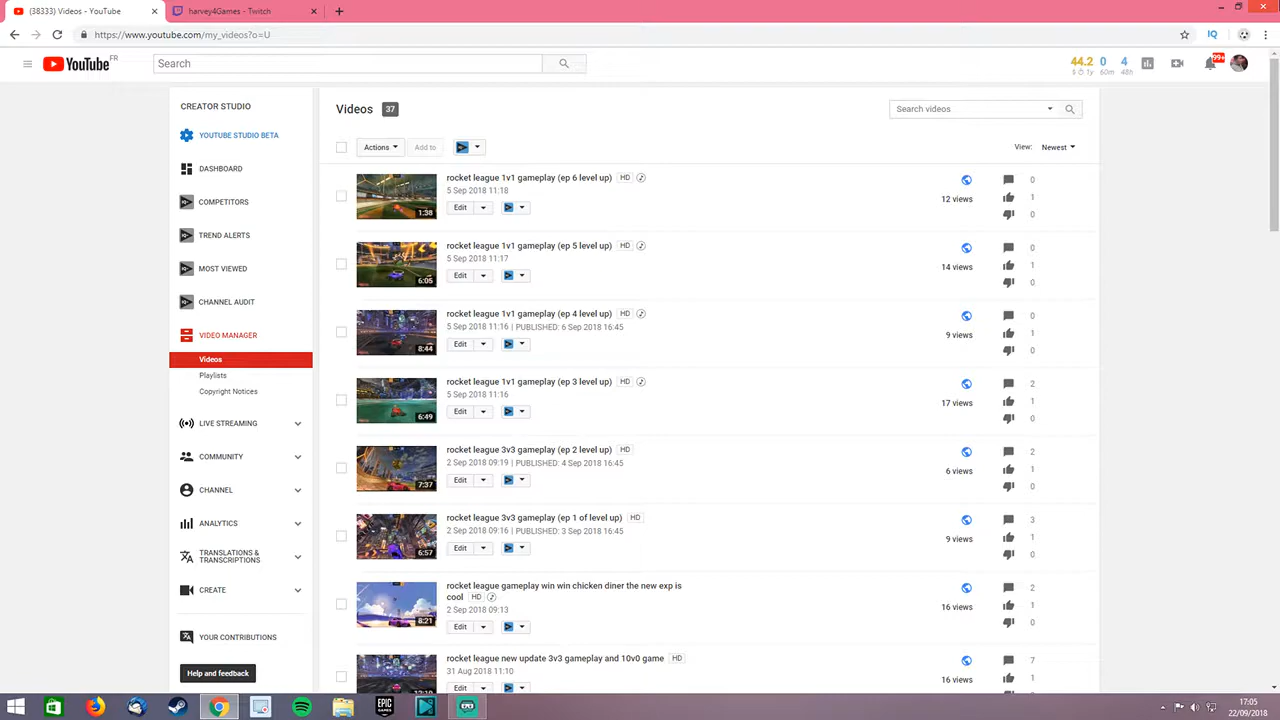 (38333) Videos - YouTube
harvey4Games - Twitch
https://www.youtube.com/my_videos?o=U
IQ
YouTube FR
Search
44.2 0 4
$ ⏱ 1y 60m 48h
99+
CREATOR STUDIO
YOUTUBE STUDIO BETA
DASHBOARD
COMPETITORS
TREND ALERTS
MOST VIEWED
CHANNEL AUDIT
VIDEO MANAGER
Videos
Playlists
Copyright Notices
LIVE STREAMING
COMMUNITY
CHANNEL
ANALYTICS
TRANSLATIONS &
TRANSCRIPTIONS
CREATE
YOUR CONTRIBUTIONS
Help and feedback
Videos 37
Search videos
Actions Add to
View: Newest
rocket league 1v1 gameplay (ep 6 level up) HD
5 Sep 2018 11:18
Edit
1:38
12 views
0
1
0
rocket league 1v1 gameplay (ep 5 level up) HD
5 Sep 2018 11:17
Edit
6:05
14 views
0
1
0
rocket league 1v1 gameplay (ep 4 level up) HD
5 Sep 2018 11:16 | PUBLISHED: 6 Sep 2018 16:45
Edit
8:44
9 views
0
1
0
rocket league 1v1 gameplay (ep 3 level up) HD
5 Sep 2018 11:16
Edit
6:49
17 views
2
1
0
rocket league 3v3 gameplay (ep 2 level up) HD
2 Sep 2018 09:19 | PUBLISHED: 4 Sep 2018 16:45
Edit
7:37
6 views
2
1
0
rocket league 3v3 gameplay (ep 1 of level up) HD
2 Sep 2018 09:16 | PUBLISHED: 3 Sep 2018 16:45
Edit
6:57
9 views
3
1
0
rocket league gameplay win win chicken diner the new exp is
cool HD
2 Sep 2018 09:13
Edit
8:21
16 views
2
1
0
rocket league new update 3v3 gameplay and 10v0 game HD
31 Aug 2018 11:10
Edit
16 views
7
1
EPIC
GAMES
17:05
22/09/2018